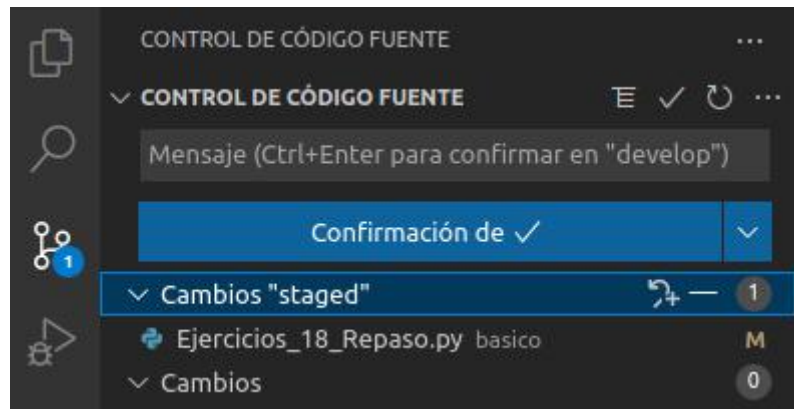 CONTROL DE CÓDIGO FUENTE ...
CONTROL DE CÓDIGO FUENTE ...
Mensaje (Ctrl+Enter para confirmar en "develop")
Confirmación de ✓
1
Cambios "staged" 1
Ejercicios_18_Repaso.py basico M
Cambios 0